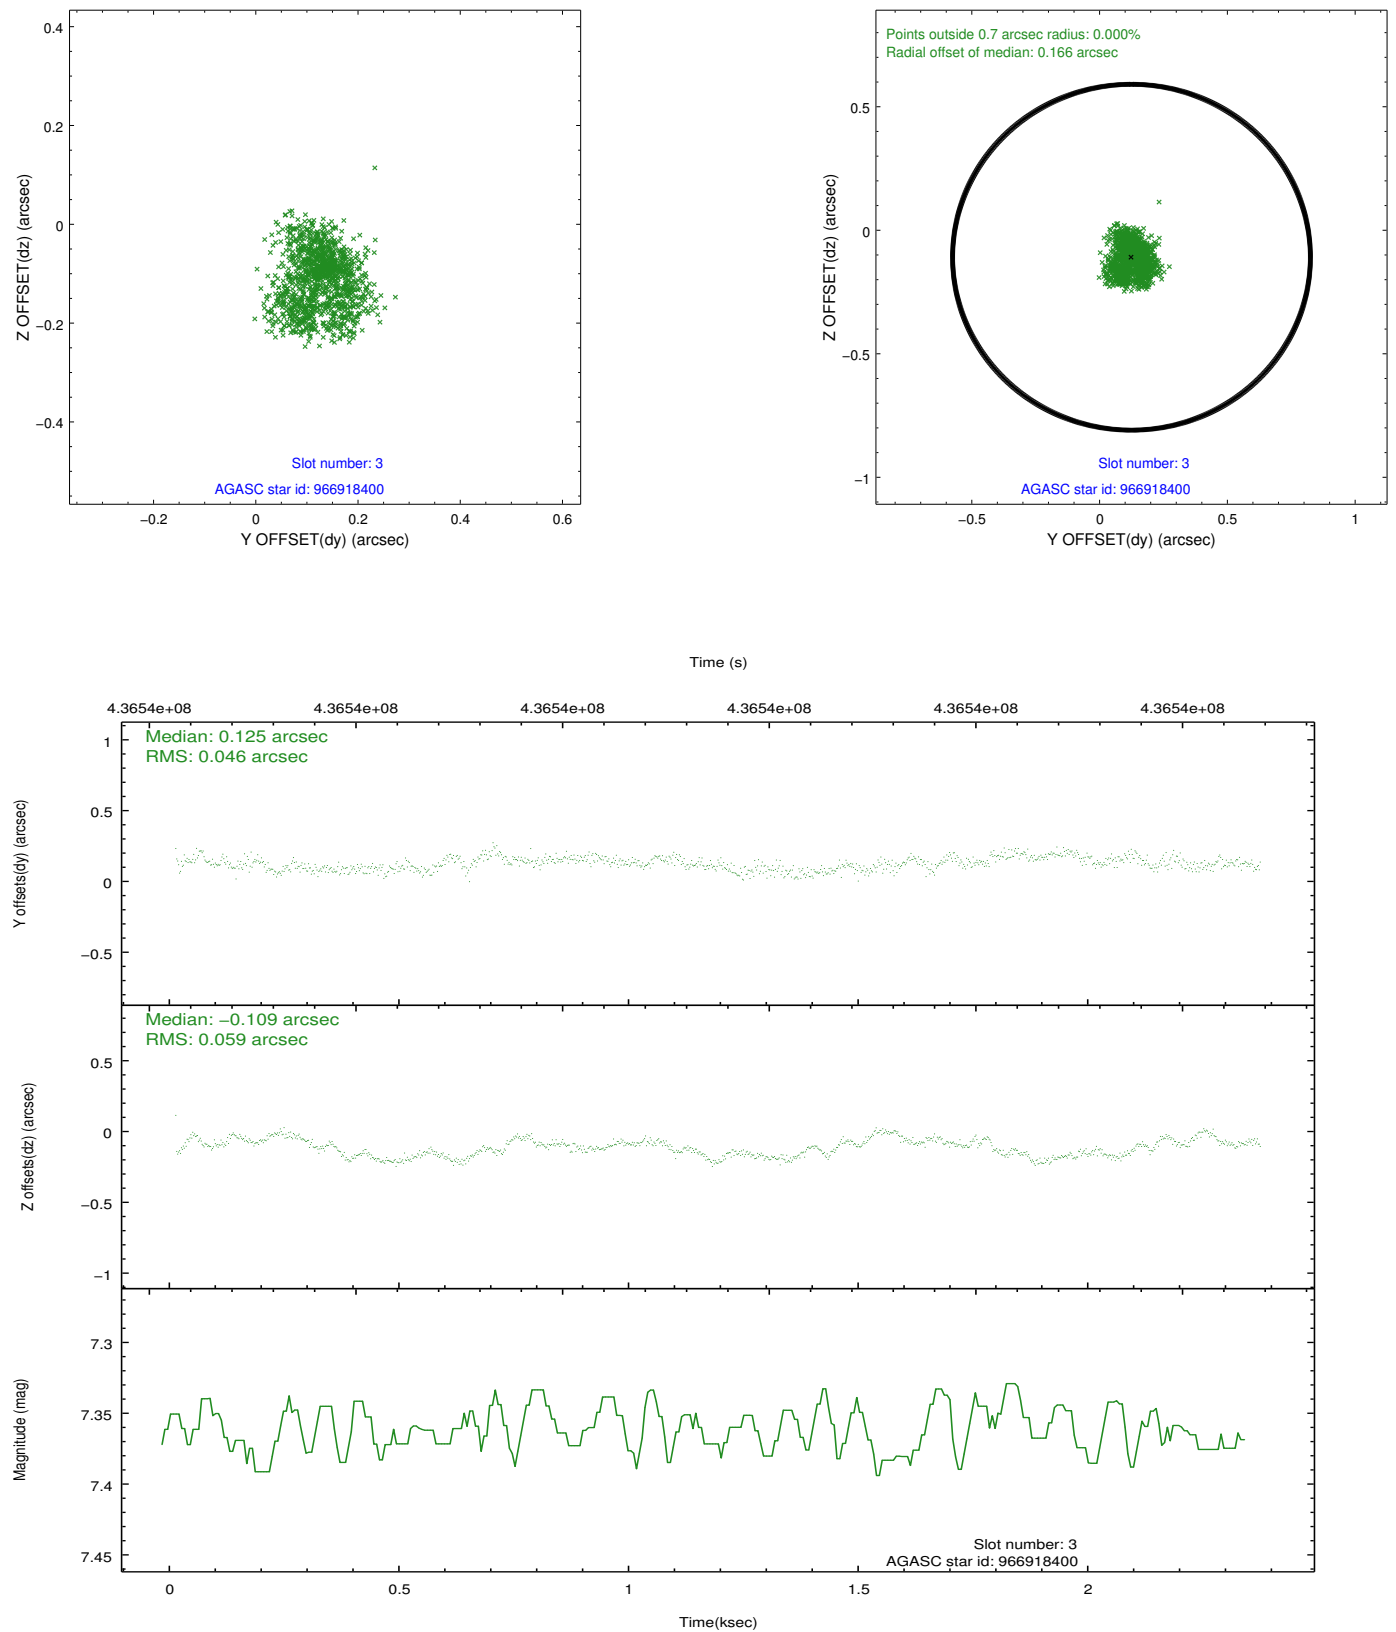 0.4
0.2
0
−0.2
−0.4
Z OFFSET(dz) (arcsec)
Slot number: 3
AGASC star id: 966918400
−0.2 0 0.2 0.4 0.6
Y OFFSET(dy) (arcsec)
Points outside 0.7 arcsec radius: 0.000%
Radial offset of median: 0.166 arcsec
0.5
0
−0.5
−1
Z OFFSET(dz) (arcsec)
Slot number: 3
AGASC star id: 966918400
−0.5 0 0.5 1
Y OFFSET(dy) (arcsec)
Time (s)
4.3654e+08 4.3654e+08 4.3654e+08 4.3654e+08 4.3654e+08 4.3654e+08
Median: 0.125 arcsec
RMS: 0.046 arcsec
1
0.5
0
−0.5
Y offsets(dy) (arcsec)
Median: −0.109 arcsec
RMS: 0.059 arcsec
0.5
0
−0.5
−1
Z offsets(dz) (arcsec)
7.3
7.35
7.4
7.45
Magnitude (mag)
Slot number: 3
AGASC star id: 966918400
0 0.5 1 1.5 2
Time(ksec)